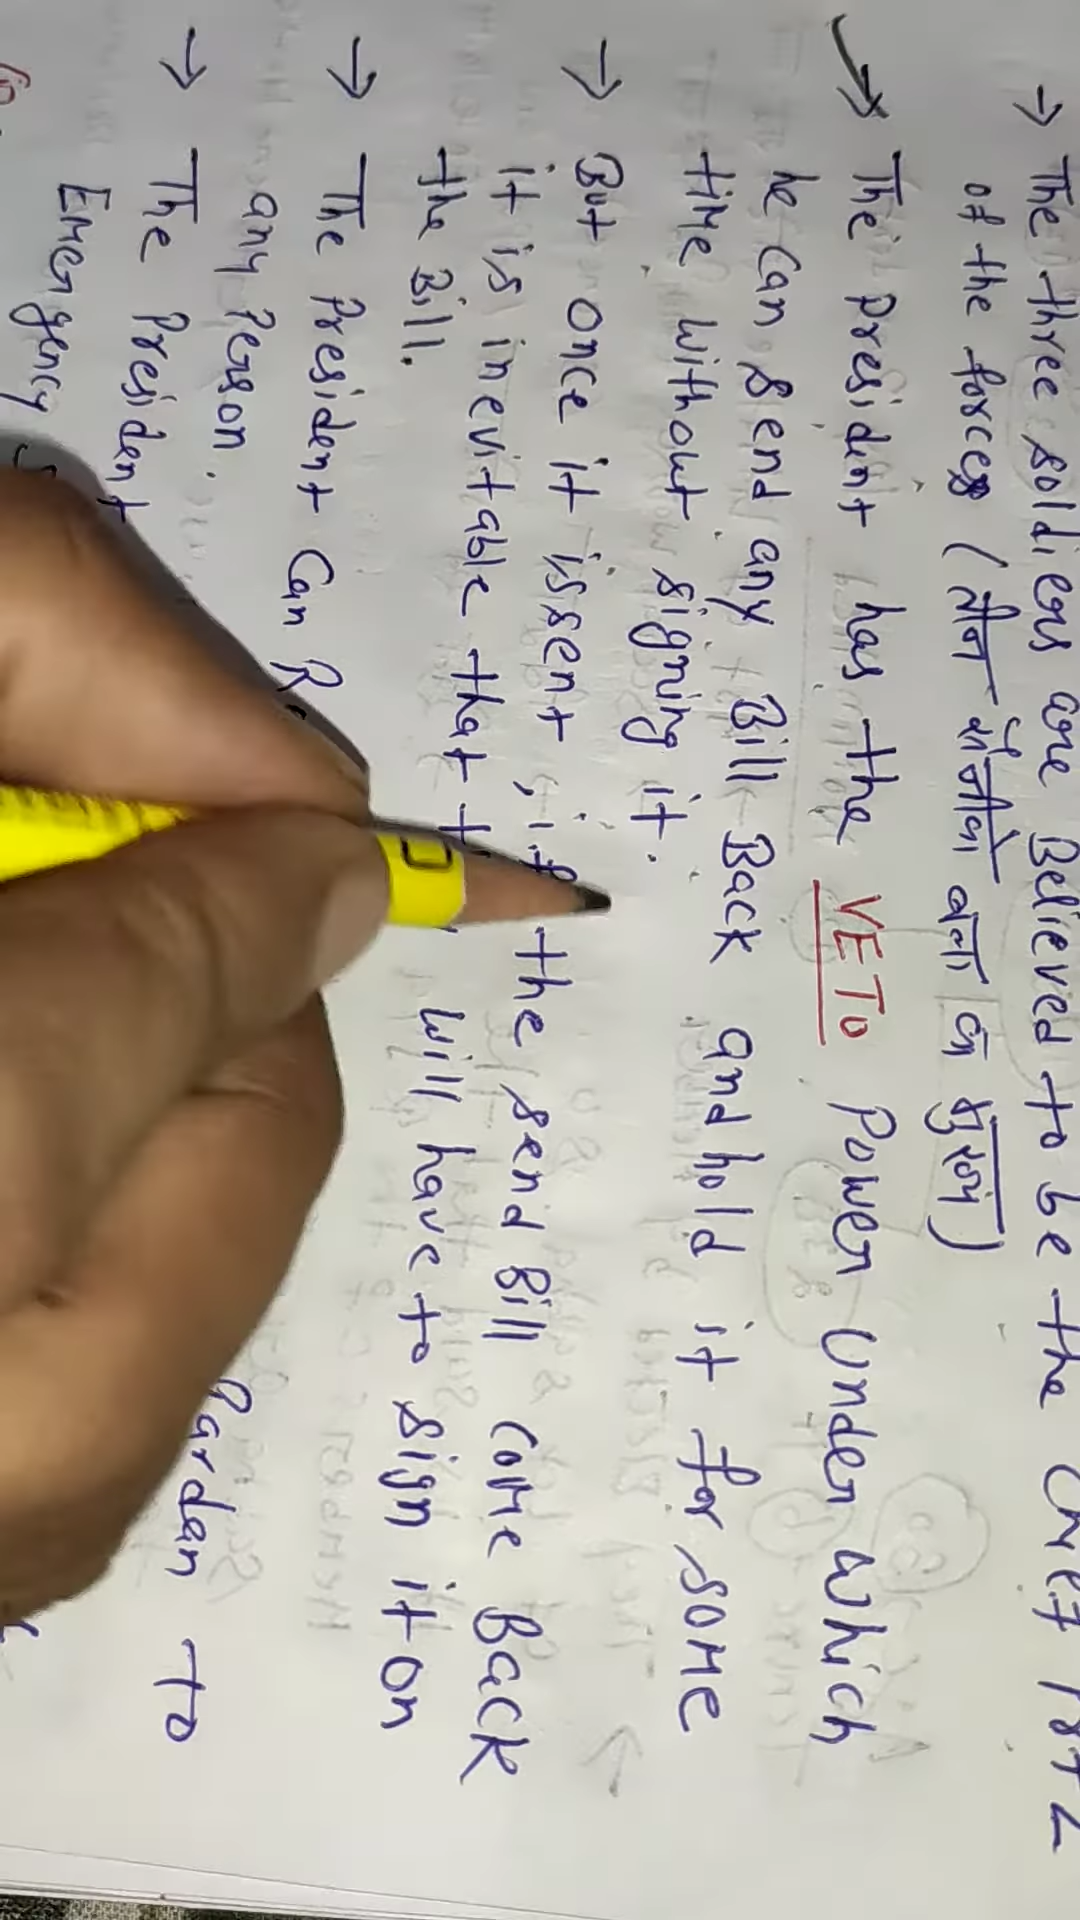 → The three soldiers are Believed to be the
of the forces (तीनों सेनाओं का मुख्य)
→ The President has the VETO Power Under which
he can send any Bill Back and hold it for some
time without signing it.
→ But once it is sent, if the send Bill come Back
it is inevitable that will have to sign it on
the Bill.
→ The President Can Pardan to
any Person.
→ The President
Emergency